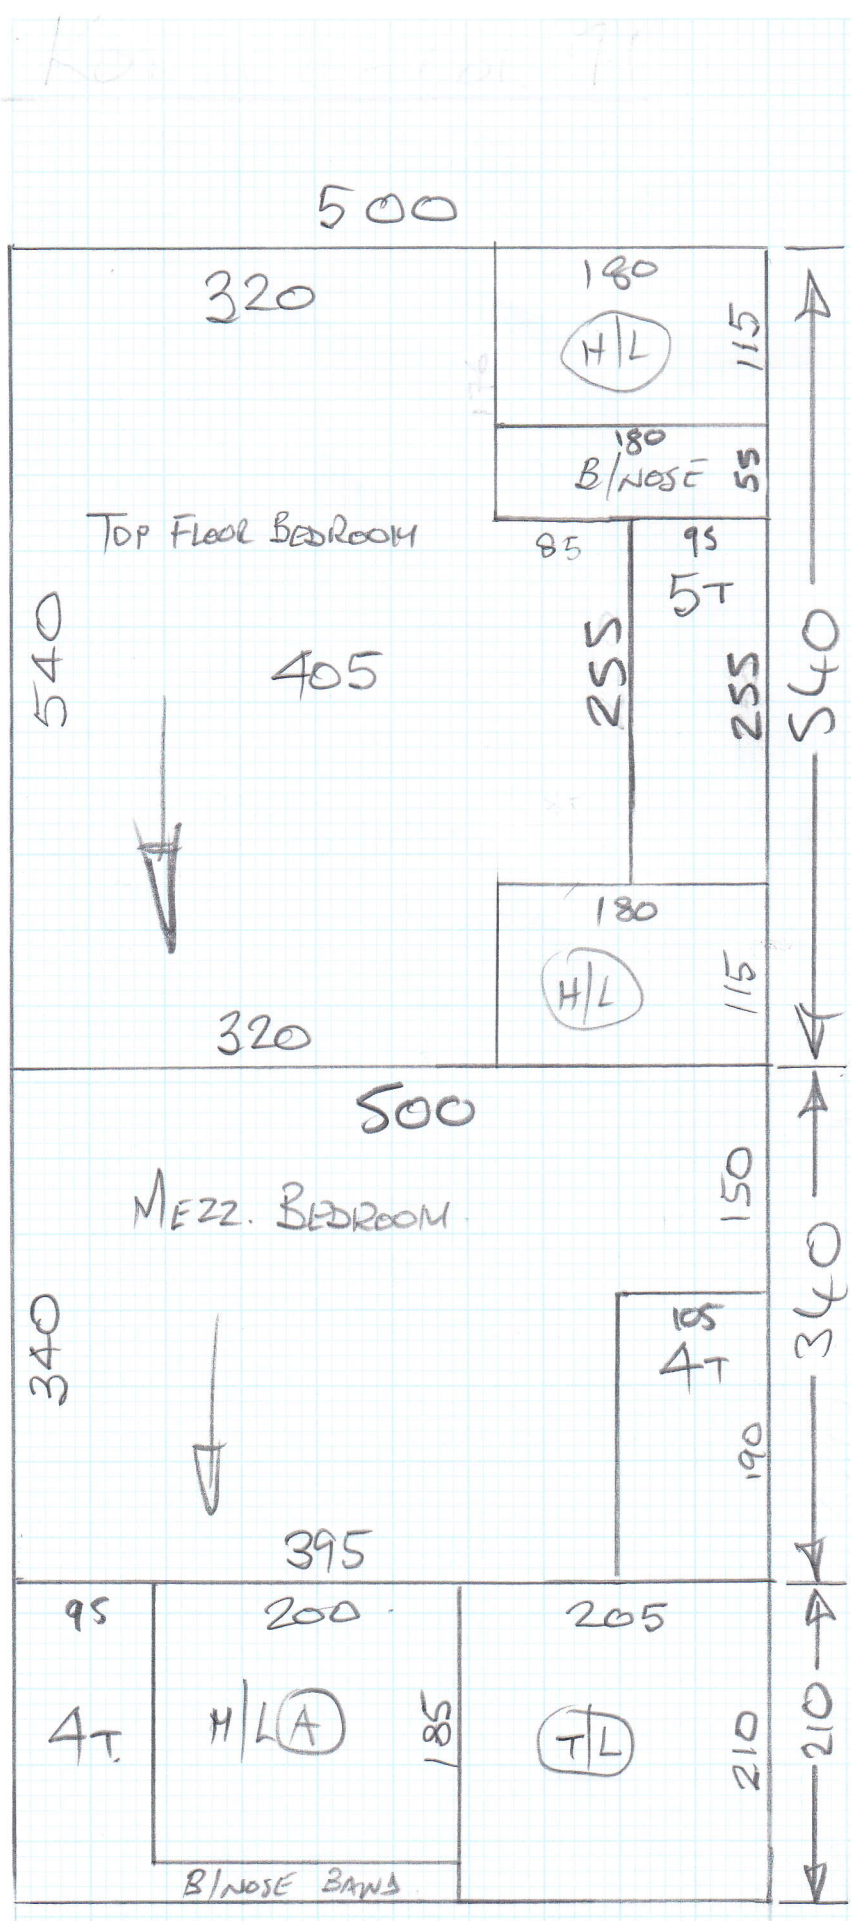 500
320
180
H/L
115
180
B/NOSE
55
TOP FLOOR BEDROOM
85
95
5T
540
405
255
255
540
180
H/L
115
320
500
150
MEZZ. BEDROOM
340
105
4T
340
190
395
95
200
205
4T.
H/L A
185
T/L
210
210
B/NOSE BAND